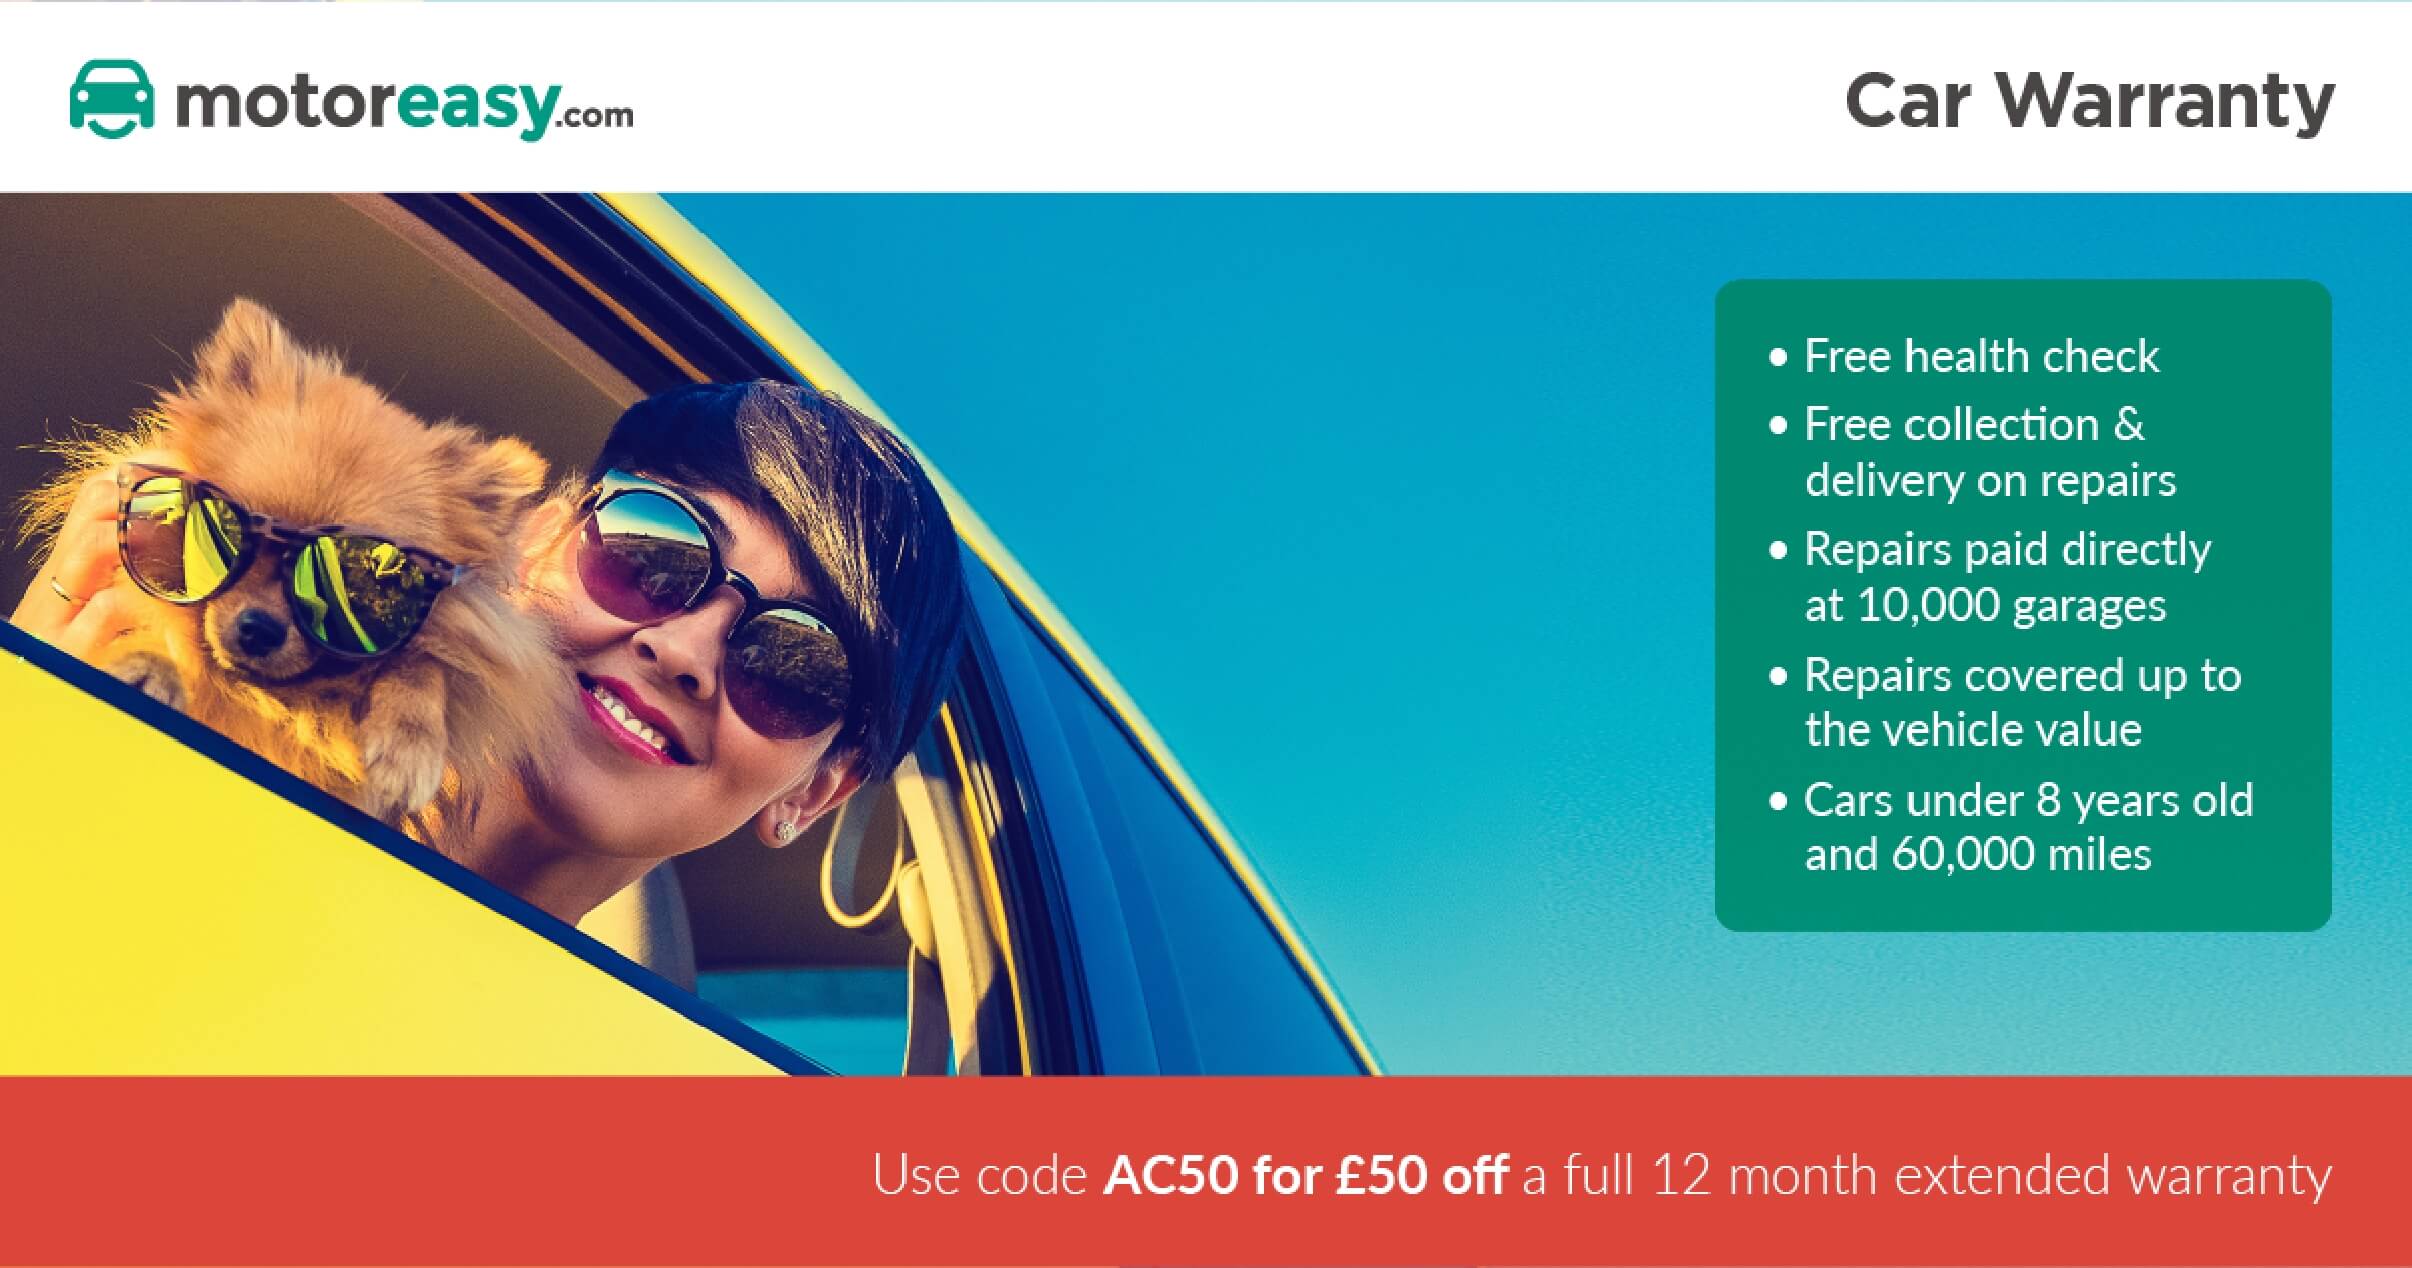 motoreasy.com
Car Warranty
• Free health check
• Free collection &
delivery on repairs
• Repairs paid directly
at 10,000 garages
• Repairs covered up to
the vehicle value
• Cars under 8 years old
and 60,000 miles
Use code AC50 for £50 off a full 12 month extended warranty